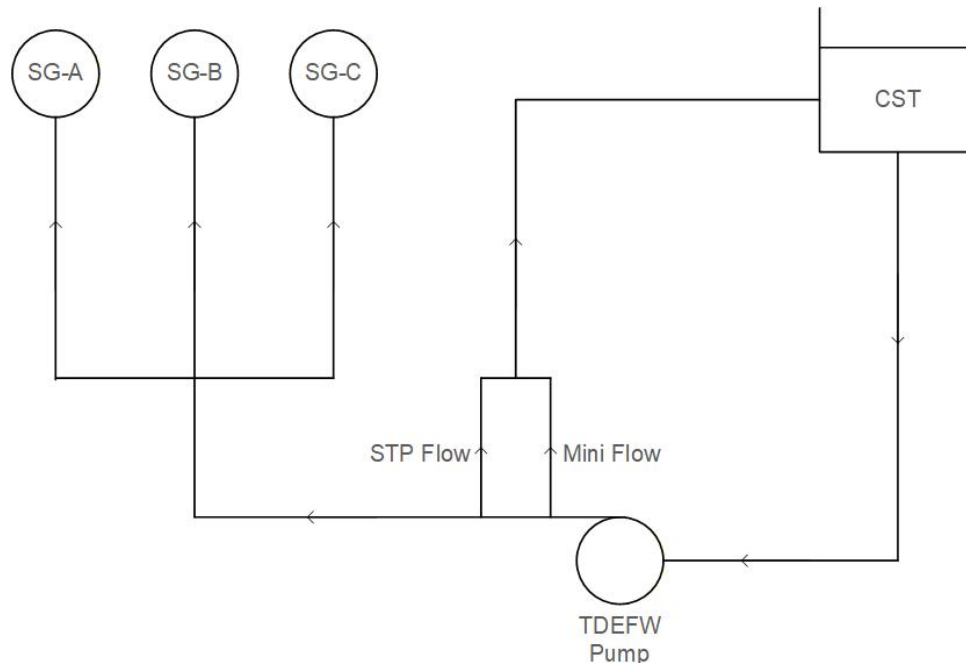 SG-A
SG-B
SG-C
CST
STP Flow
Mini Flow
TDEFW
Pump